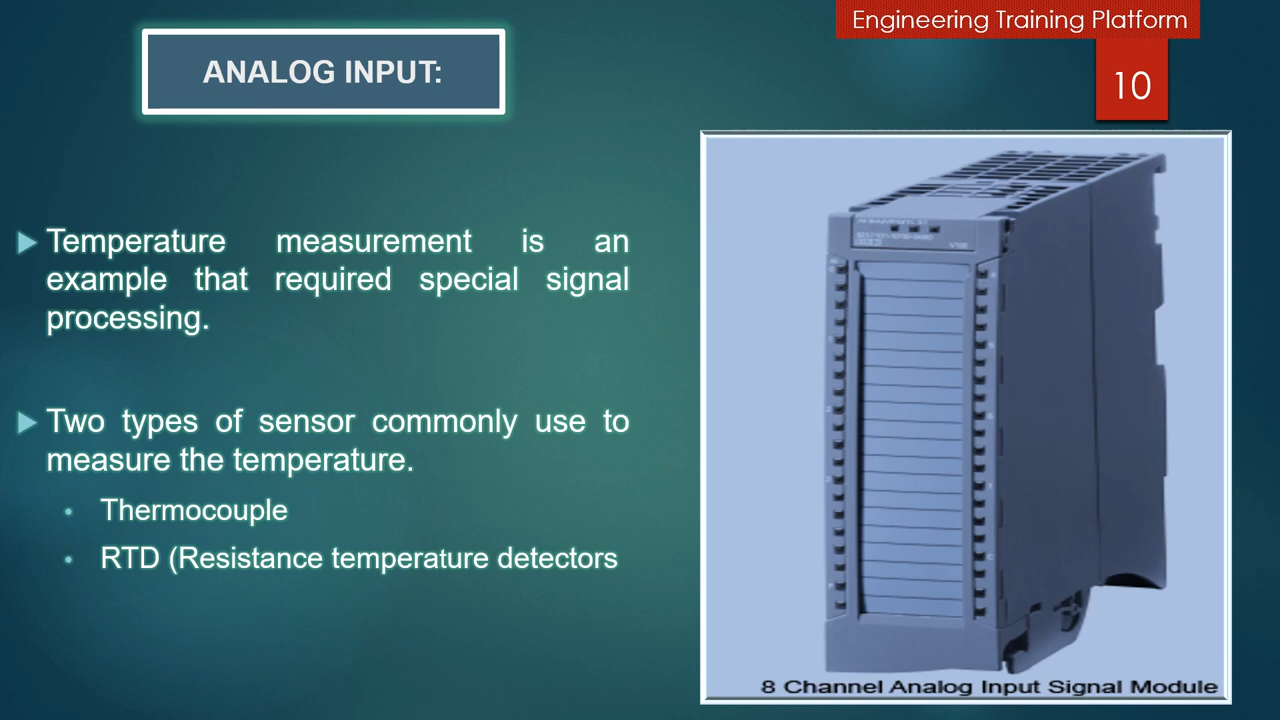 Engineering Training Platform
10
ANALOG INPUT:
Temperature measurement is an
example that required special signal
processing.
Two types of sensor commonly use to
measure the temperature.
Thermocouple
RTD (Resistance temperature detectors
8 Channel Analog Input Signal Module